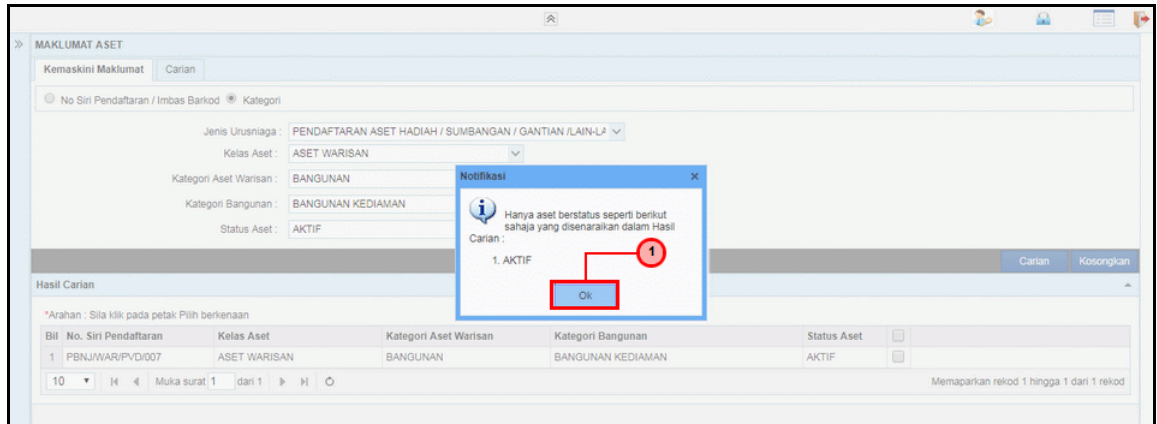 MAKLUMAT ASET
Kemaskini Maklumat Carian
No Siri Pendaftaran / Imbas Barkod Kategori
Jenis Urusniaga : PENDAFTARAN ASET HADIAH / SUMBANGAN / GANTIAN /LAIN-LA
Kelas Aset : ASET WARISAN
Kategori Aset Warisan : BANGUNAN
Kategori Bangunan : BANGUNAN KEDIAMAN
Status Aset : AKTIF
Notifikasi x
Hanya aset berstatus seperti berikut
sahaja yang disenaraikan dalam Hasil
Carian :
1. AKTIF
1
Ok
Carian Kosongkan
Hasil Carian
*Arahan : Sila klik pada petak Pilih berkenaan
Bil No. Siri Pendaftaran Kelas Aset Kategori Aset Warisan Kategori Bangunan Status Aset
1 PBNJ/WAR/PVD/007 ASET WARISAN BANGUNAN BANGUNAN KEDIAMAN AKTIF
10 Muka surat 1 dari 1 Memaparkan rekod 1 hingga 1 dari 1 rekod